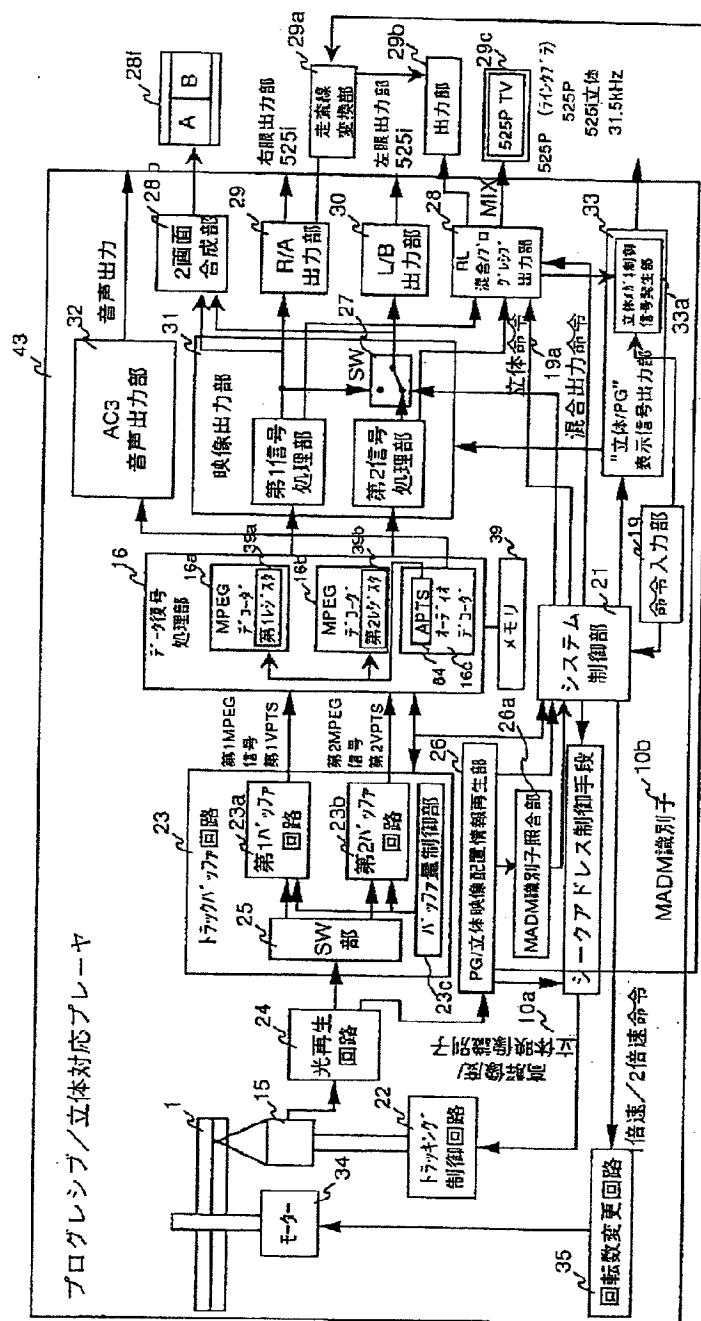 プログレシブ／立体対応プレーヤ
43
1
34
モーター
15
24
光再生
回路
22
トラッキング
制御回路
35
回転数変更回路
1倍速／2倍速命令
23
トラックバッファ回路
23a
第1バッファ
回路
25
SW
部
23b
第2バッファ
回路
バッファ量制御部
23c
26
PG/立体映像配置情報再生部
26a
MADM識別子照合部
シークアドレス制御手段
10a
10b
MADM識別子
第1MPEG
信号
第1VPTS
第2MPEG
信号
第2VPTS
16
データ復号
処理部
16a
MPEG
デコーダ
39a
第1レジスタ
16b
MPEG
デコーダ
39b
第2レジスタ
APTS
オーディオ
デコーダ
84
16c
39
メモリ
21
システム
制御部
19
命令入力部
32
AC3
音声出力部
音声出力
31
映像出力部
第1信号
処理部
第2信号
処理部
27
SW
立体命令
19a
混合出力命令
28
2画面
合成部
28f
A
B
29
R/A
出力部
右眼出力
525i
30
L/B
出力部
左眼出力
525i
28
RL
混合/プロ
グレシブ
出力部
MIX
29a
走査線
変換部
29b
出力部
29c
525P TV
525P (ラインダブラ)
525P
525i立体
31.5kHz
33
"立体/PG"
表示信号出力部
立体メガネ制御
信号発生部
33a